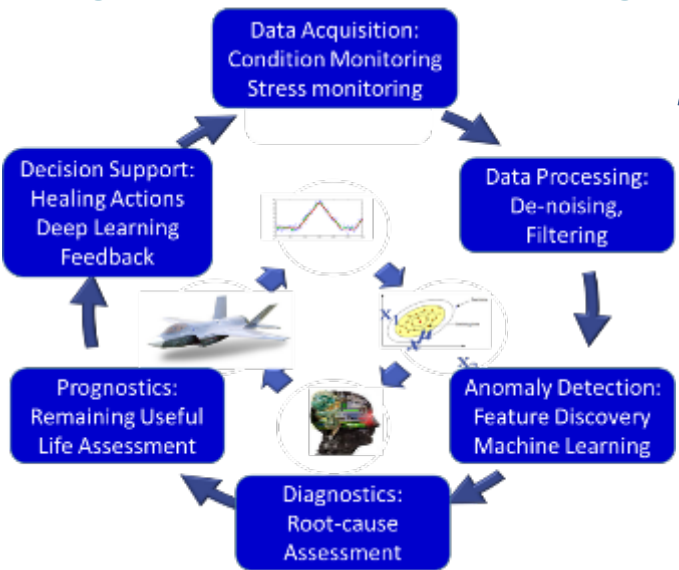 Data Acquisition:
Condition Monitoring
Stress monitoring
Data Processing:
De-noising,
Filtering
Anomaly Detection:
Feature Discovery
Machine Learning
Diagnostics:
Root-cause
Assessment
Prognostics:
Remaining Useful
Life Assessment
Decision Support:
Healing Actions
Deep Learning
Feedback
X1
μ